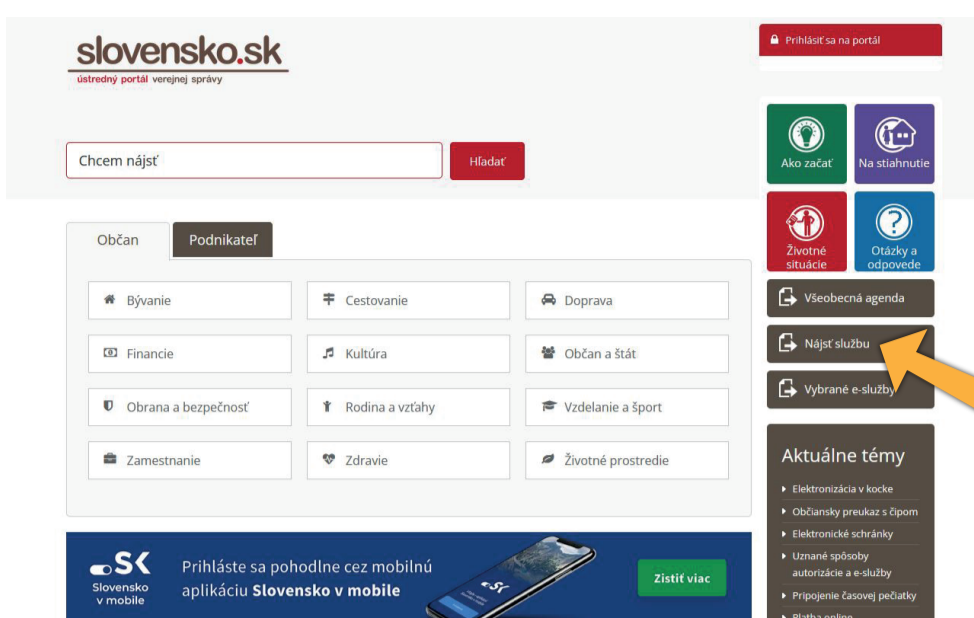 slovensko.sk
ústredný portál verejnej správy
Prihlásiť sa na portál
Chcem nájsť
Hľadať
Ako začať
Na stiahnutie
Životné
situácie
Otázky a
odpovede
Občan
Podnikateľ
Bývanie
Cestovanie
Doprava
Financie
Kultúra
Občan a štát
Obrana a bezpečnosť
Rodina a vzťahy
Vzdelanie a šport
Zamestnanie
Zdravie
Životné prostredie
Všeobecná agenda
Nájsť službu
Vybrané e-služby
Aktuálne témy
Elektronizácia v kocke
Občiansky preukaz s čipom
Elektronické schránky
Uznané spôsoby
autorizácie a e-služby
Pripojenie časovej pečiatky
Platba online
SK
Slovensko
v mobile
Prihláste sa pohodlne cez mobilnú
aplikáciu Slovensko v mobile
SK
Zistiť viac